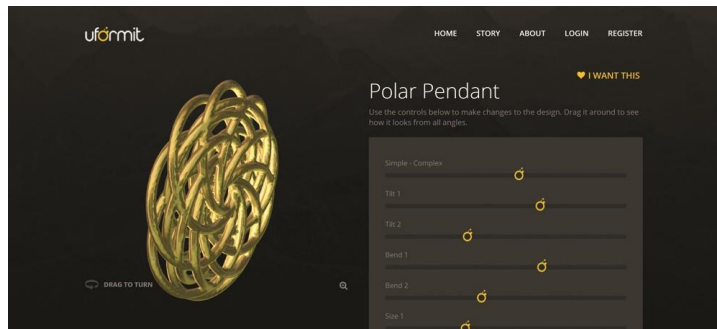 uformit
HOME STORY ABOUT LOGIN REGISTER
I WANT THIS
Polar Pendant
Use the controls below to make changes to the design. Drag it around to see
how it looks from all angles.
Simple - Complex
Tilt 1
Tilt 2
Bend 1
Bend 2
Size 1
DRAG TO TURN